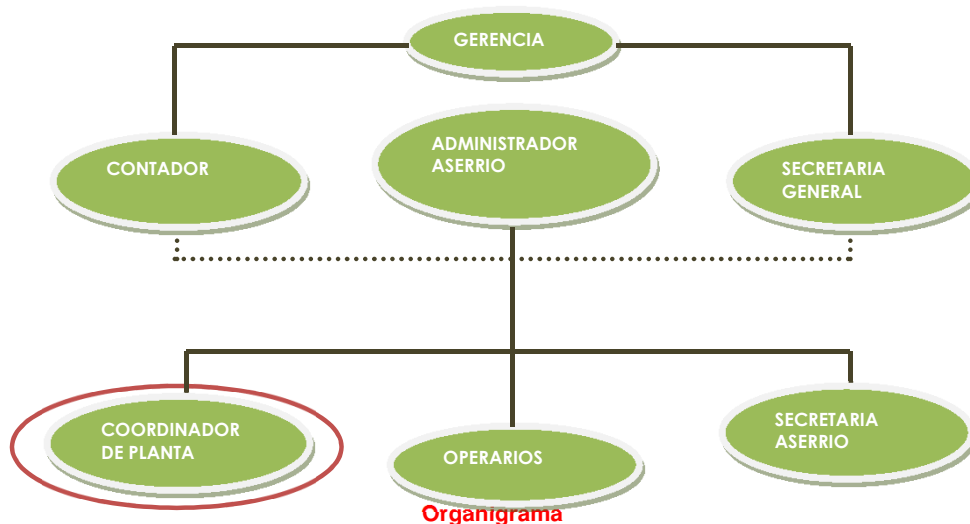 GERENCIA
CONTADOR
ADMINISTRADOR
ASERRIO
SECRETARIA
GENERAL
COORDINADOR
DE PLANTA
OPERARIOS
SECRETARIA
ASERRIO
Organigrama